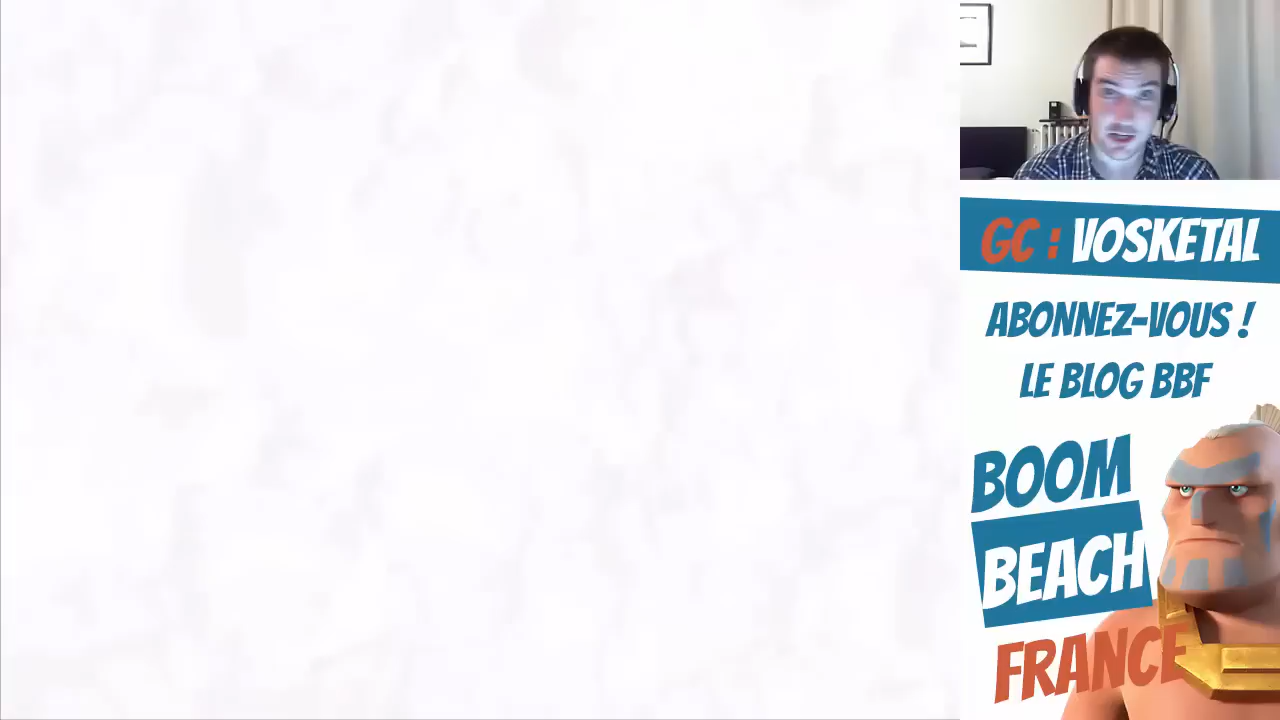 GC : VOSKETAL
ABONNEZ-VOUS !
LE BLOG BBF
BOOM
BEACH
FRANCE